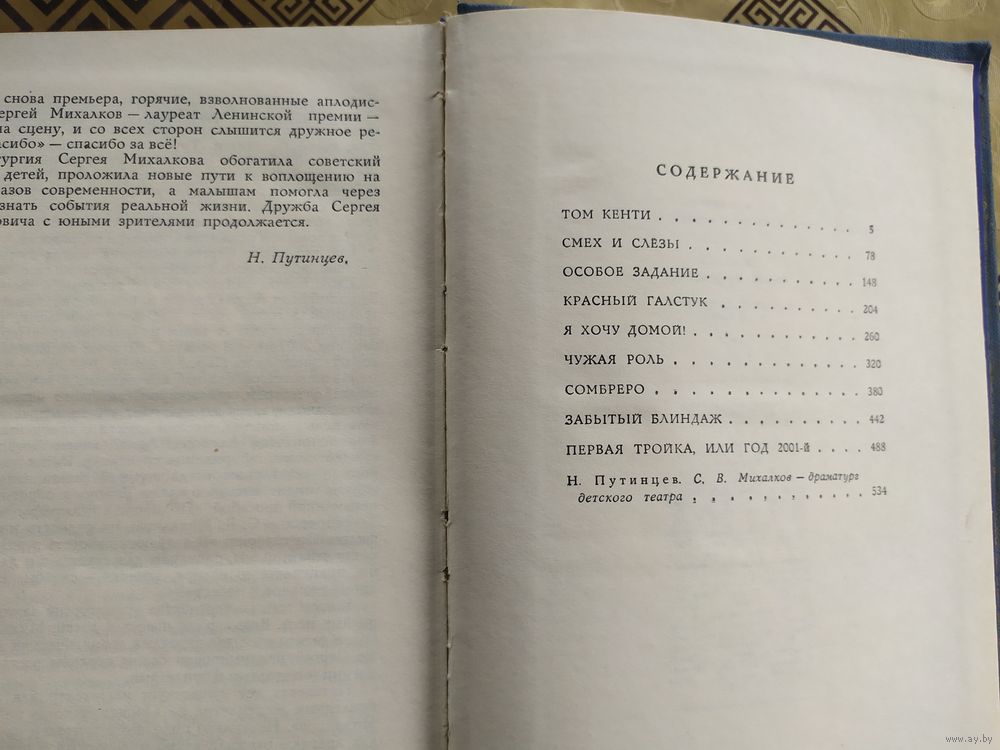 снова премьера, горячие, взволнованные аплодис-
ергей Михалков — лауреат Ленинской премии —
на сцену, и со всех сторон слышится дружное ре-
асибо» — спасибо за всё!
тургия Сергея Михалкова обогатила советский
детей, проложила новые пути к воплощению на
азов современности, а малышам помогла через
знать события реальной жизни. Дружба Сергея
овича с юными зрителями продолжается.
Н. Путинцев.
СОДЕРЖАНИЕ
ТОМ КЕНТИ . . . . . . . . . . . . . 5
СМЕХ И СЛЁЗЫ . . . . . . . . . . . 78
ОСОБОЕ ЗАДАНИЕ . . . . . . . . . . 148
КРАСНЫЙ ГАЛСТУК . . . . . . . . . 204
Я ХОЧУ ДОМОЙ! . . . . . . . . . . . 260
ЧУЖАЯ РОЛЬ . . . . . . . . . . . . 320
СОМБРЕРО . . . . . . . . . . . . . 380
ЗАБЫТЫЙ БЛИНДАЖ . . . . . . . . . 442
ПЕРВАЯ ТРОЙКА, ИЛИ ГОД 2001-й . . . . 488
Н. Путинцев. С. В. Михалков — драматург
детского театра . . . . . . . . . . . 534
www.ay.by